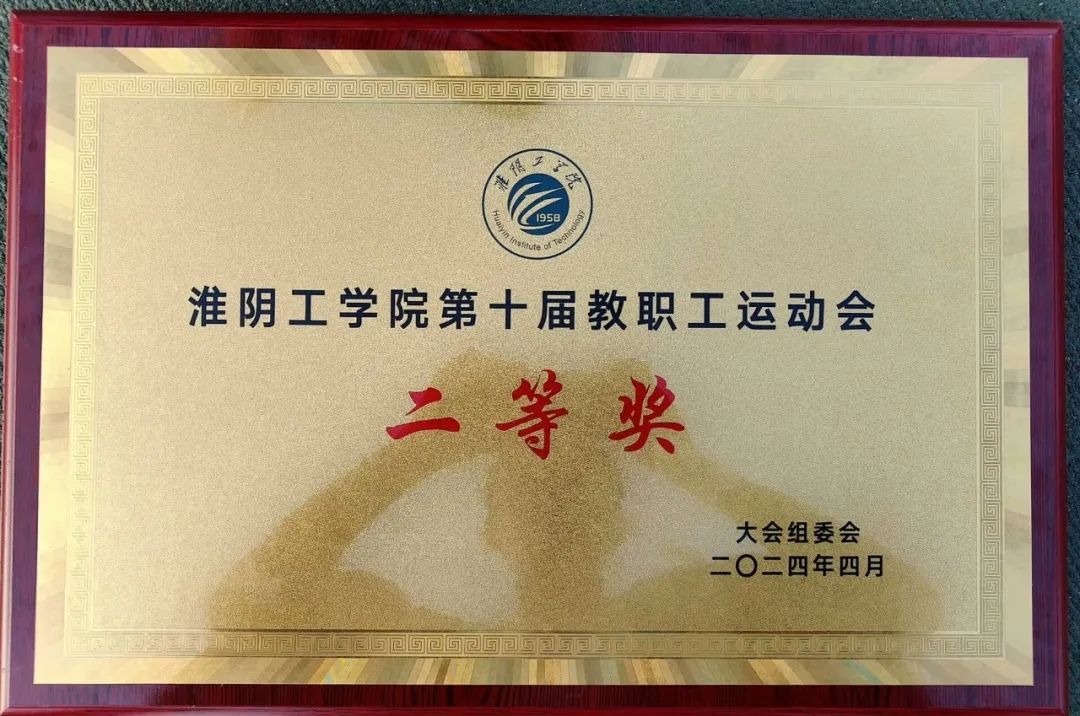 淮阴工学院
1958
Huaiyin Institute of Technology
淮阴工学院第十届教职工运动会
二等奖
大会组委会
二〇二四年四月